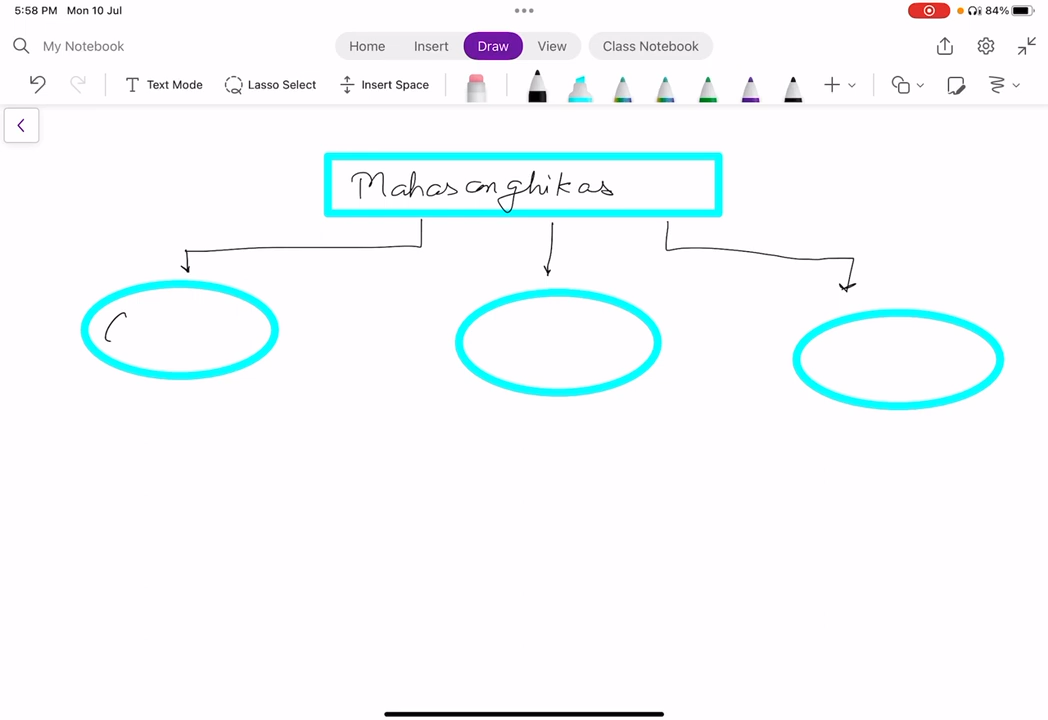 5:58 PM Mon 10 Jul
84%
My Notebook
Home Insert Draw View Class Notebook
Text Mode Lasso Select Insert Space
Mahasanghikas
(